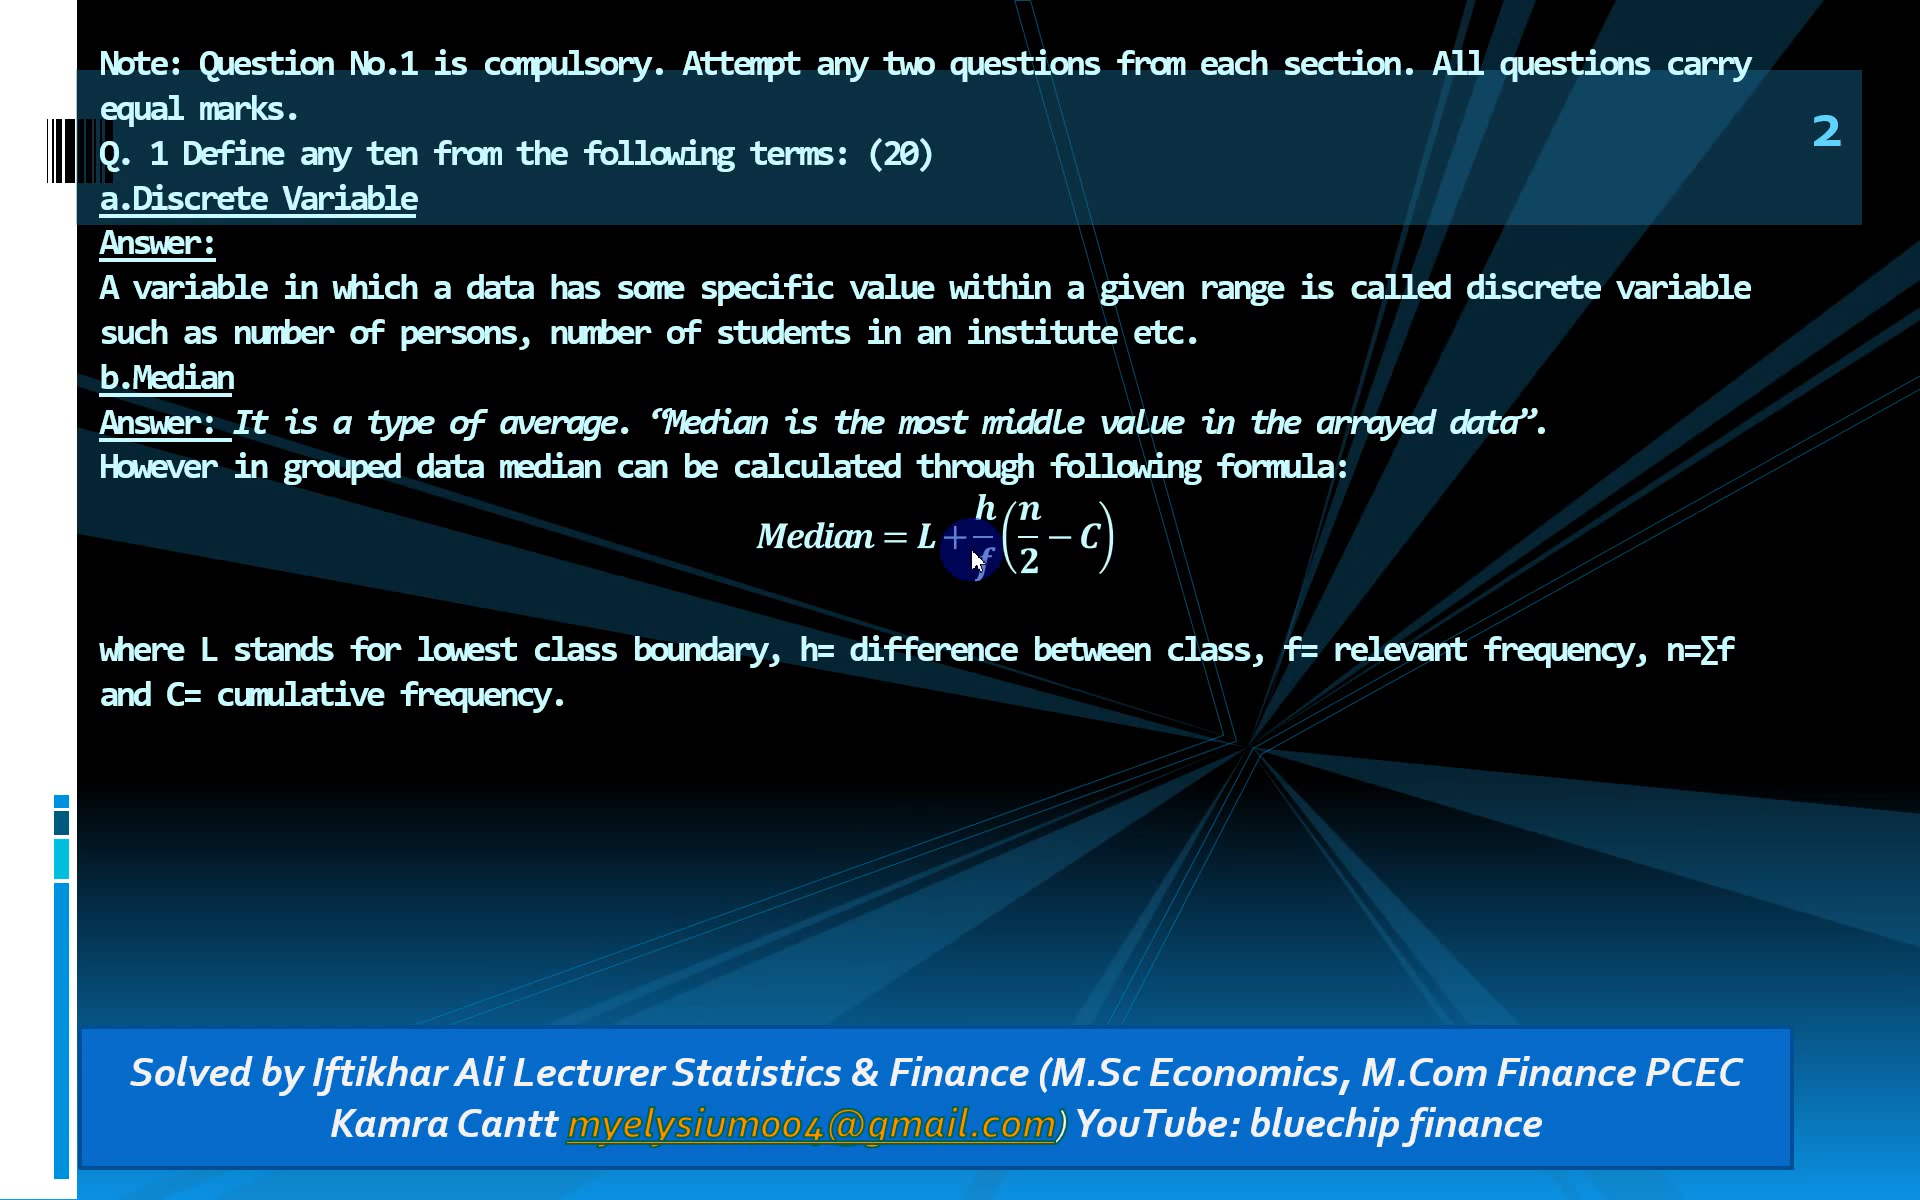 Note: Question No.1 is compulsory. Attempt any two questions from each section. All questions carry
equal marks.
2
Q. 1 Define any ten from the following terms: (20)
a.Discrete Variable
Answer:
A variable in which a data has some specific value within a given range is called discrete variable
such as number of persons, number of students in an institute etc.
b.Median
Answer: It is a type of average. “Median is the most middle value in the arrayed data”.
However in grouped data median can be calculated through following formula:
Median = L + h/f (n/2 − C)
where L stands for lowest class boundary, h= difference between class, f= relevant frequency, n=∑f
and C= cumulative frequency.
Solved by Iftikhar Ali Lecturer Statistics & Finance (M.Sc Economics, M.Com Finance PCEC
Kamra Cantt myelysium004@gmail.com) YouTube: bluechip finance